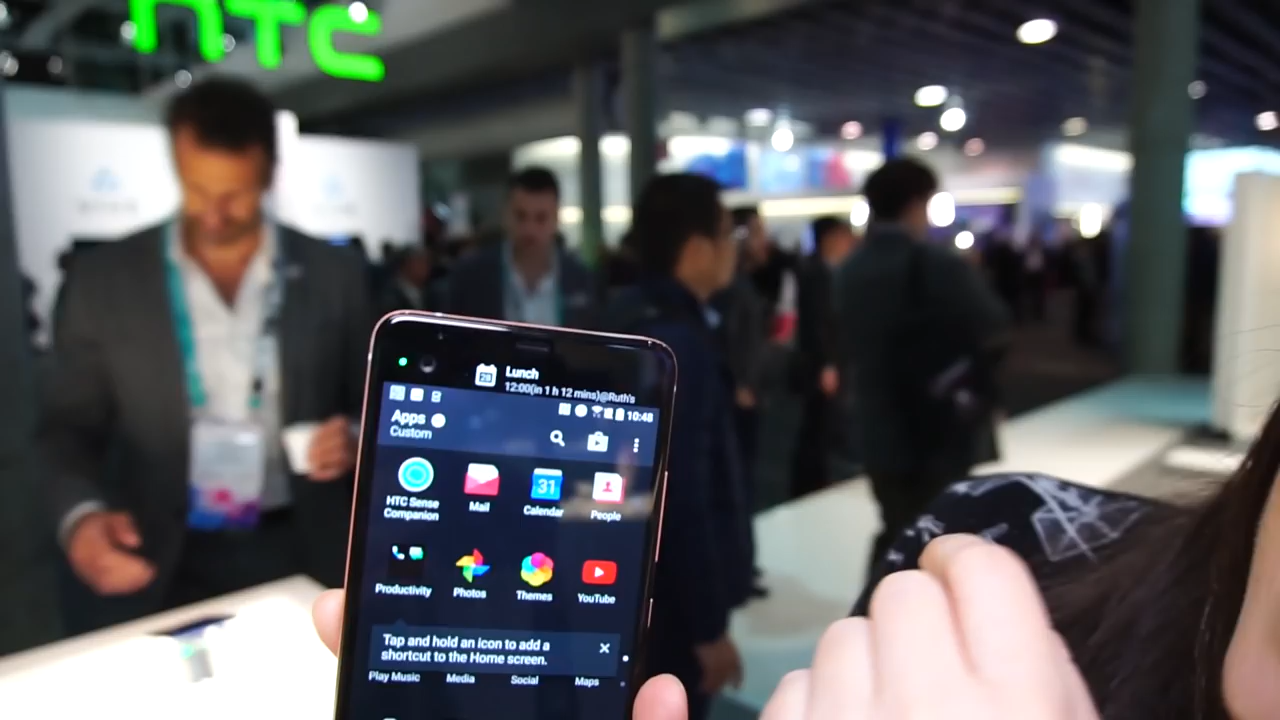 HTC
28
Lunch
12:00(in 1 h 12 mins)@Ruth's
10:48
Apps
Custom
31
HTC Sense
Companion
Mail
Calendar
People
Productivity
Photos
Themes
YouTube
Tap and hold an icon to add a
shortcut to the Home screen.
Play Music
Media
Social
Maps